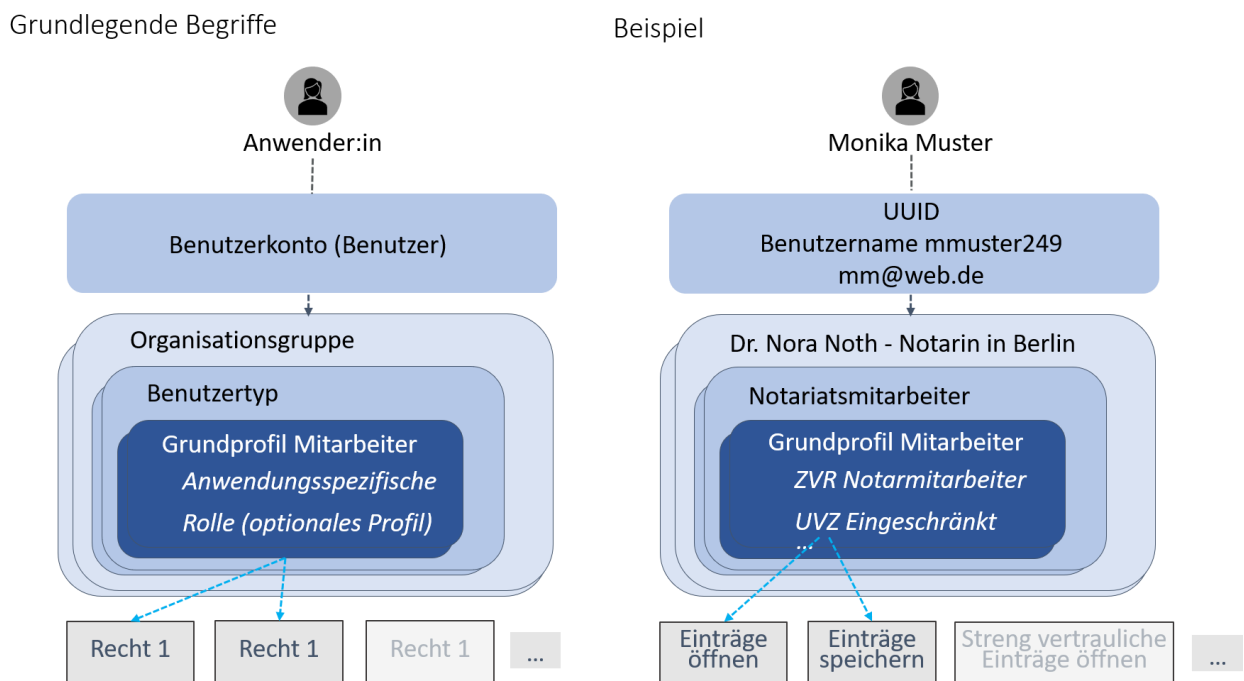 Grundlegende Begriffe
Anwender:in
Benutzerkonto (Benutzer)
Organisationsgruppe
Benutzertyp
Grundprofil Mitarbeiter
Anwendungsspezifische
Rolle (optionales Profil)
Recht 1
Recht 1
Recht 1
...
Beispiel
Monika Muster
UUID
Benutzername mmuster249
mm@web.de
Dr. Nora Noth - Notarin in Berlin
Notariatsmitarbeiter
Grundprofil Mitarbeiter
ZVR Notarmitarbeiter
UVZ Eingeschränkt
...
Einträge
öffnen
Einträge
speichern
Streng vertrauliche
Einträge öffnen
...